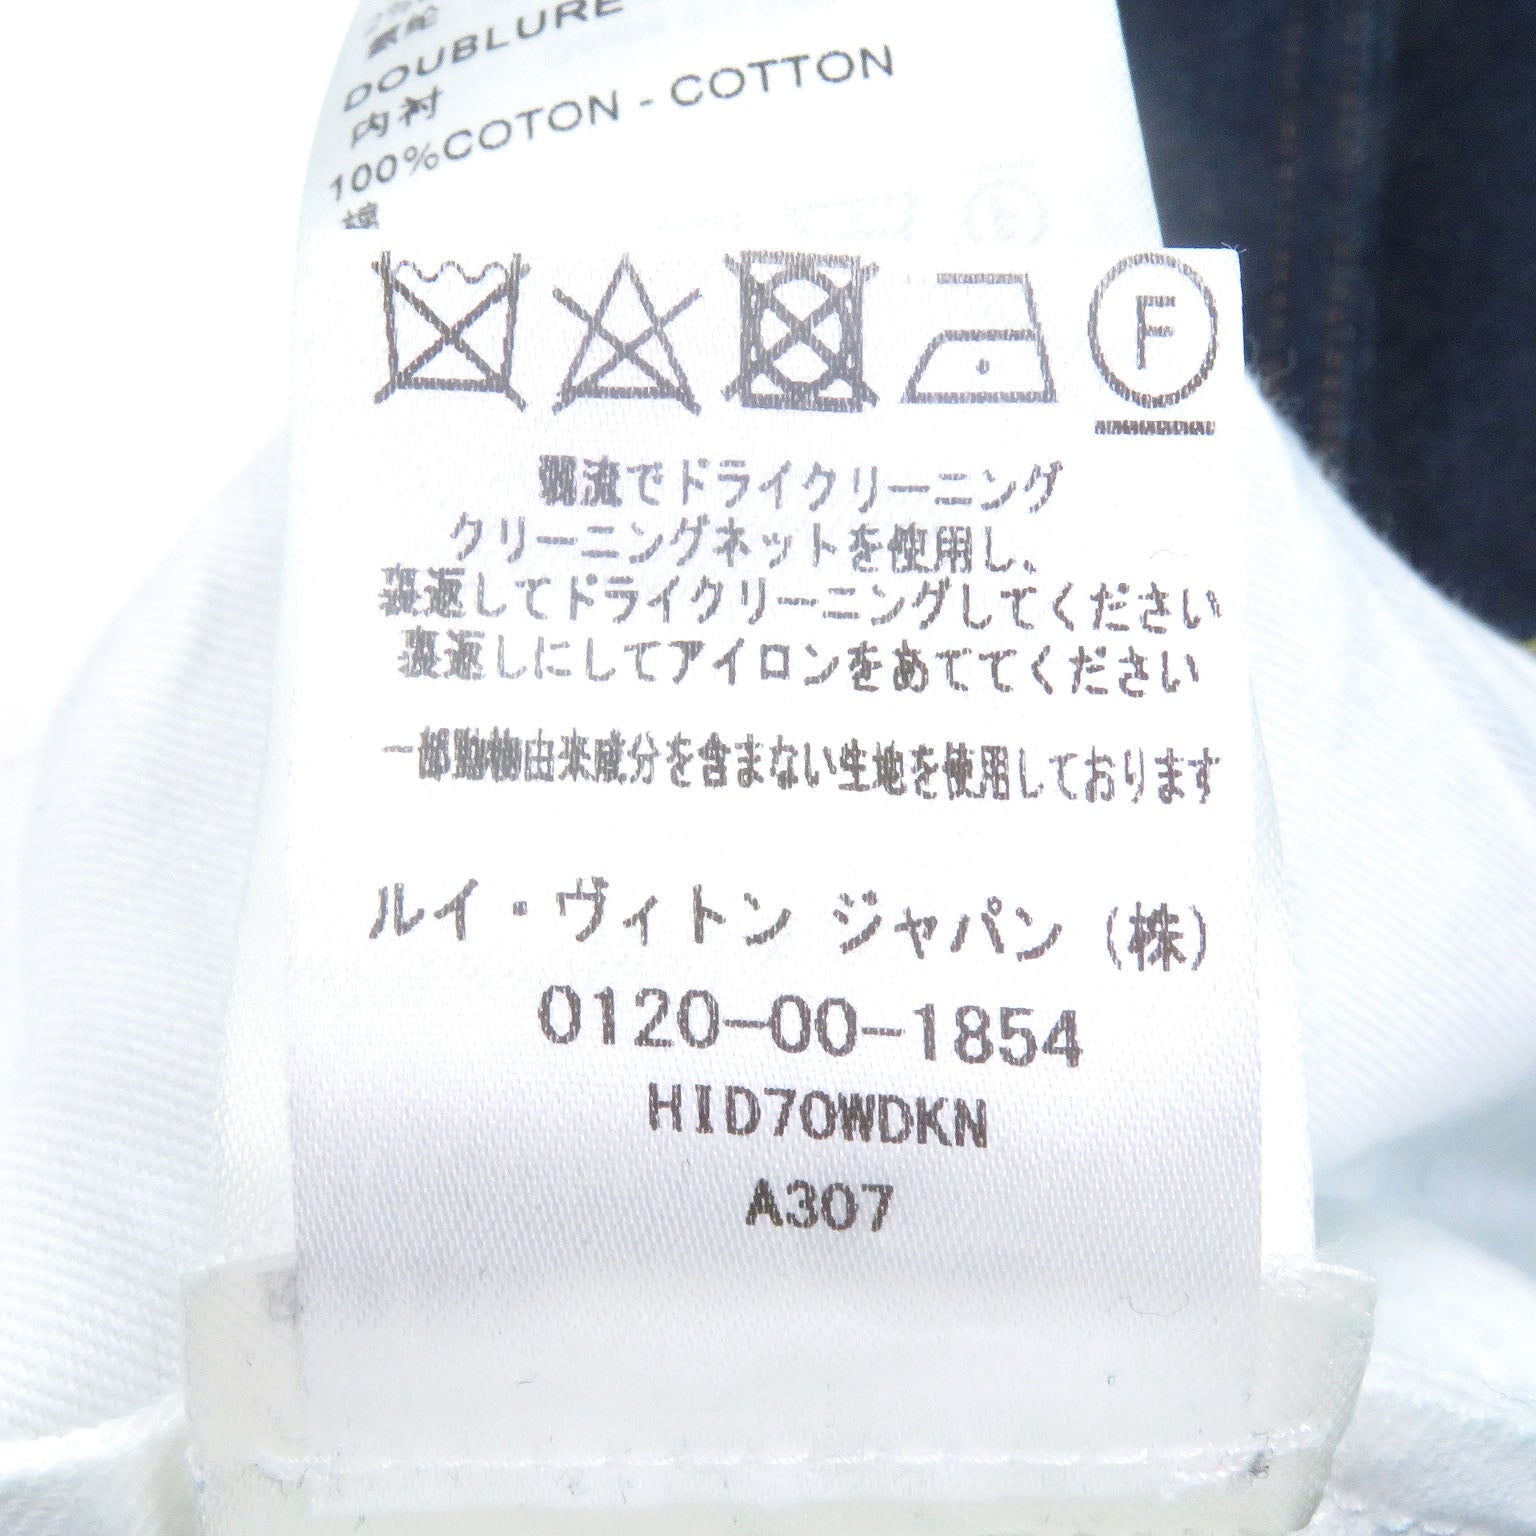 DOUBLURE
内衬
100%COTON - COTTON
棉
F
弱流でドライクリーニング
クリーニングネットを使用し、
裏返してドライクリーニングしてください
裏返しにしてアイロンをあててください
一部動物由来成分を含まない生地を使用しております
ルイ・ヴィトン ジャパン (株)
0120-00-1854
HID70WDKN
A307